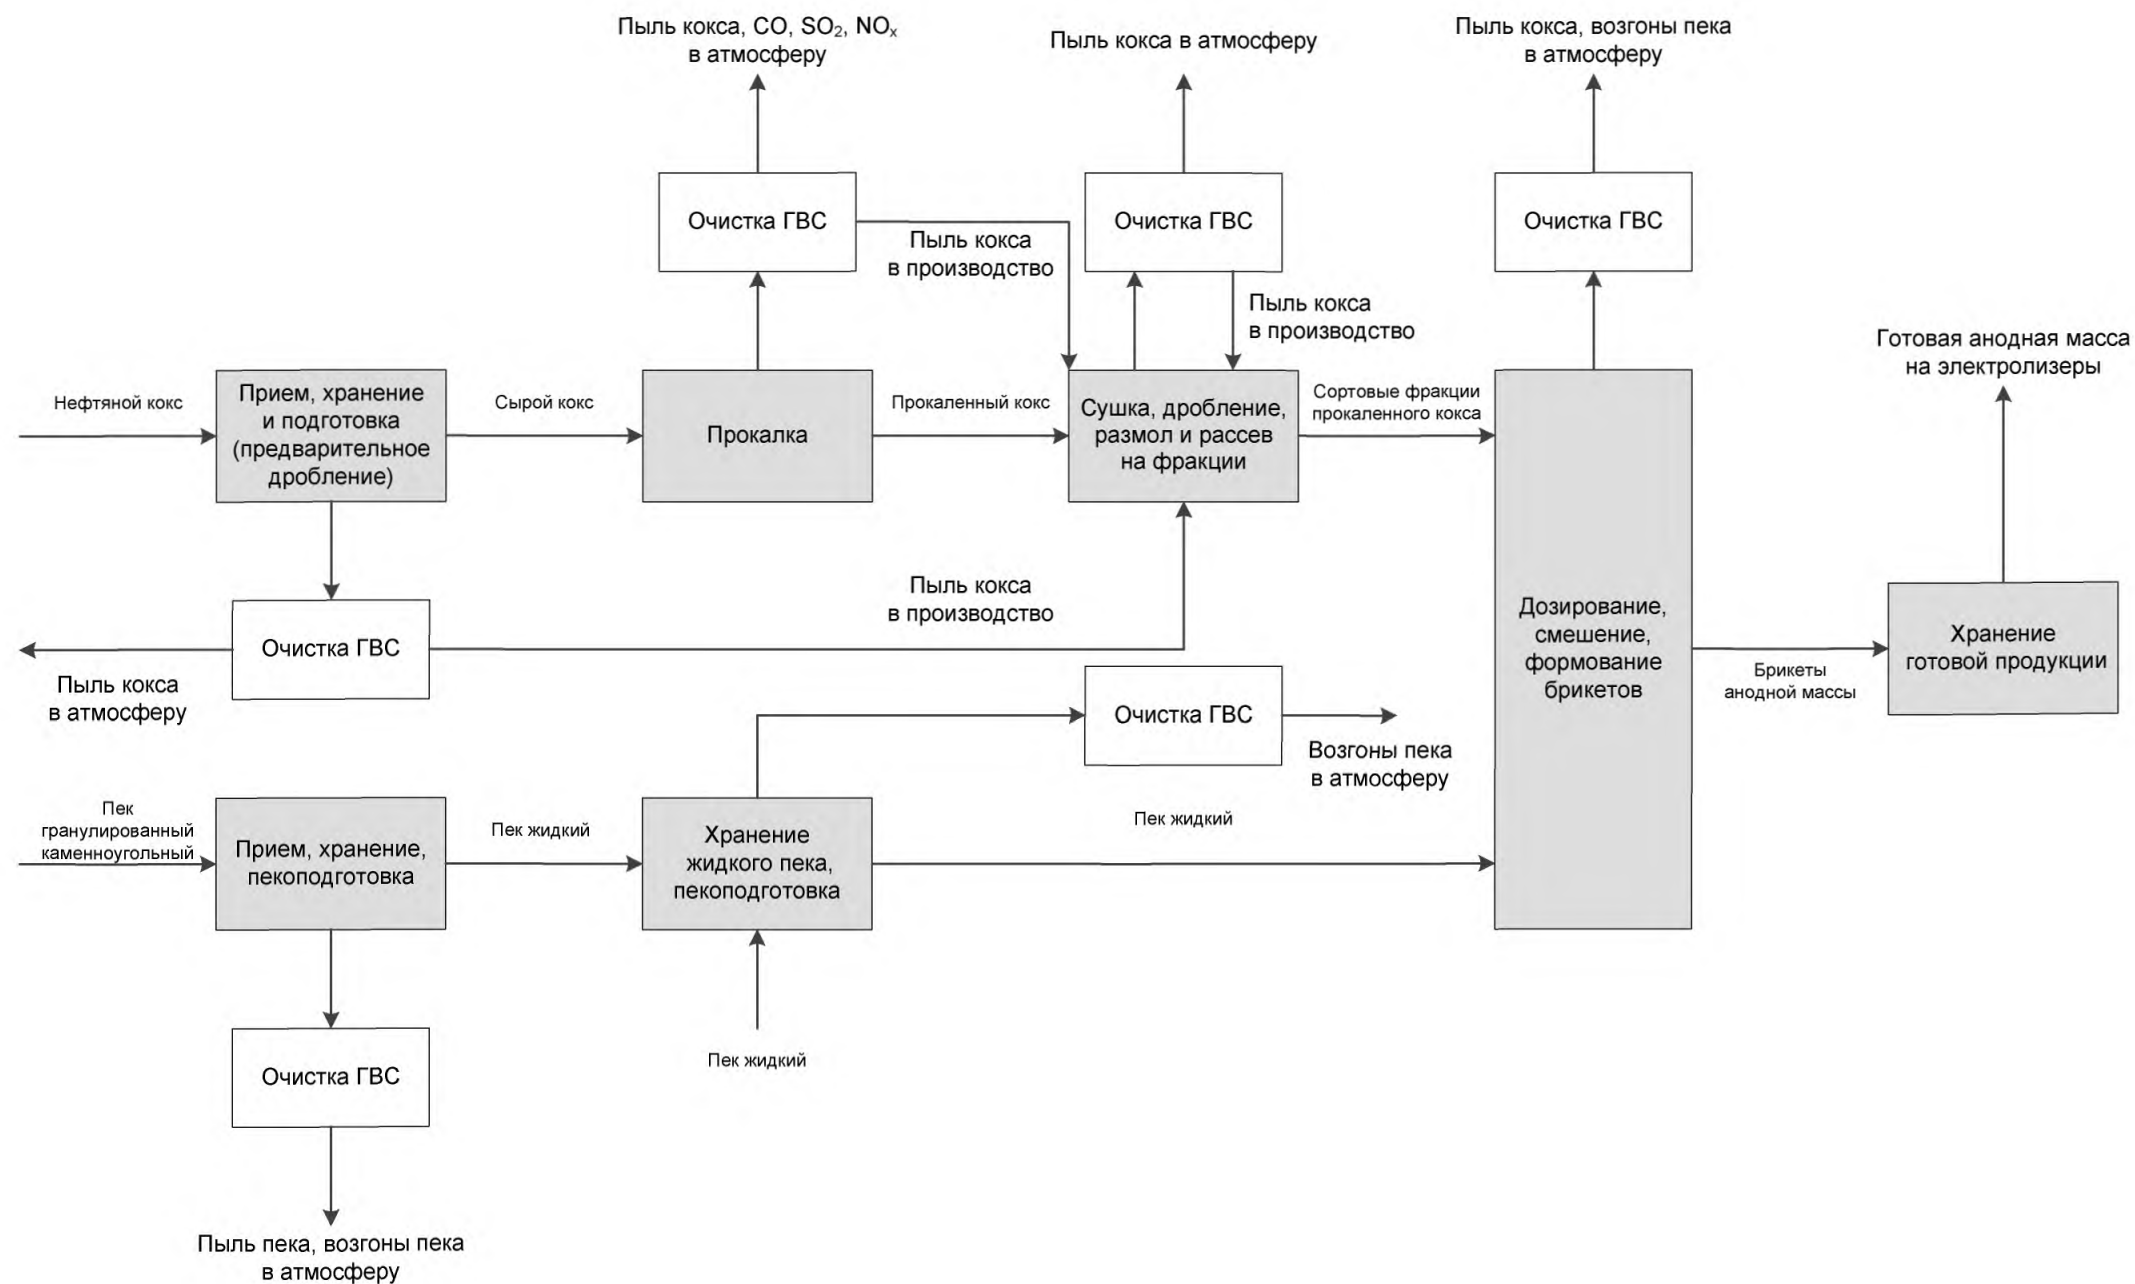 Пыль кокса, CO, SO₂, NOₓ
в атмосферу
Пыль кокса в атмосферу
Пыль кокса, возгоны пека
в атмосферу
Очистка ГВС
Пыль кокса
в производство
Очистка ГВС
Пыль кокса
в производство
Очистка ГВС
Готовая анодная масса
на электролизеры
Нефтяной кокс
Прием, хранение
и подготовка
(предварительное
дробление)
Сырой кокс
Прокалка
Прокаленный кокс
Сушка, дробление,
размол и рассев
на фракции
Сортовые фракции
прокаленного кокса
Пыль кокса
в производство
Очистка ГВС
Пыль кокса
в атмосферу
Дозирование,
смешение,
формование
брикетов
Брикеты
анодной массы
Хранение
готовой продукции
Очистка ГВС
Возгоны пека
в атмосферу
Пек
гранулированный
каменноугольный
Прием, хранение,
пекоподготовка
Пек жидкий
Хранение
жидкого пека,
пекоподготовка
Пек жидкий
Пек жидкий
Очистка ГВС
Пыль пека, возгоны пека
в атмосферу